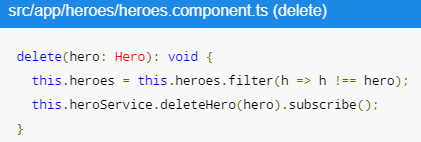 src/app/heroes/heroes.component.ts (delete)
delete(hero: Hero): void {
  this.heroes = this.heroes.filter(h => h !== hero);
  this.heroService.deleteHero(hero).subscribe();
}